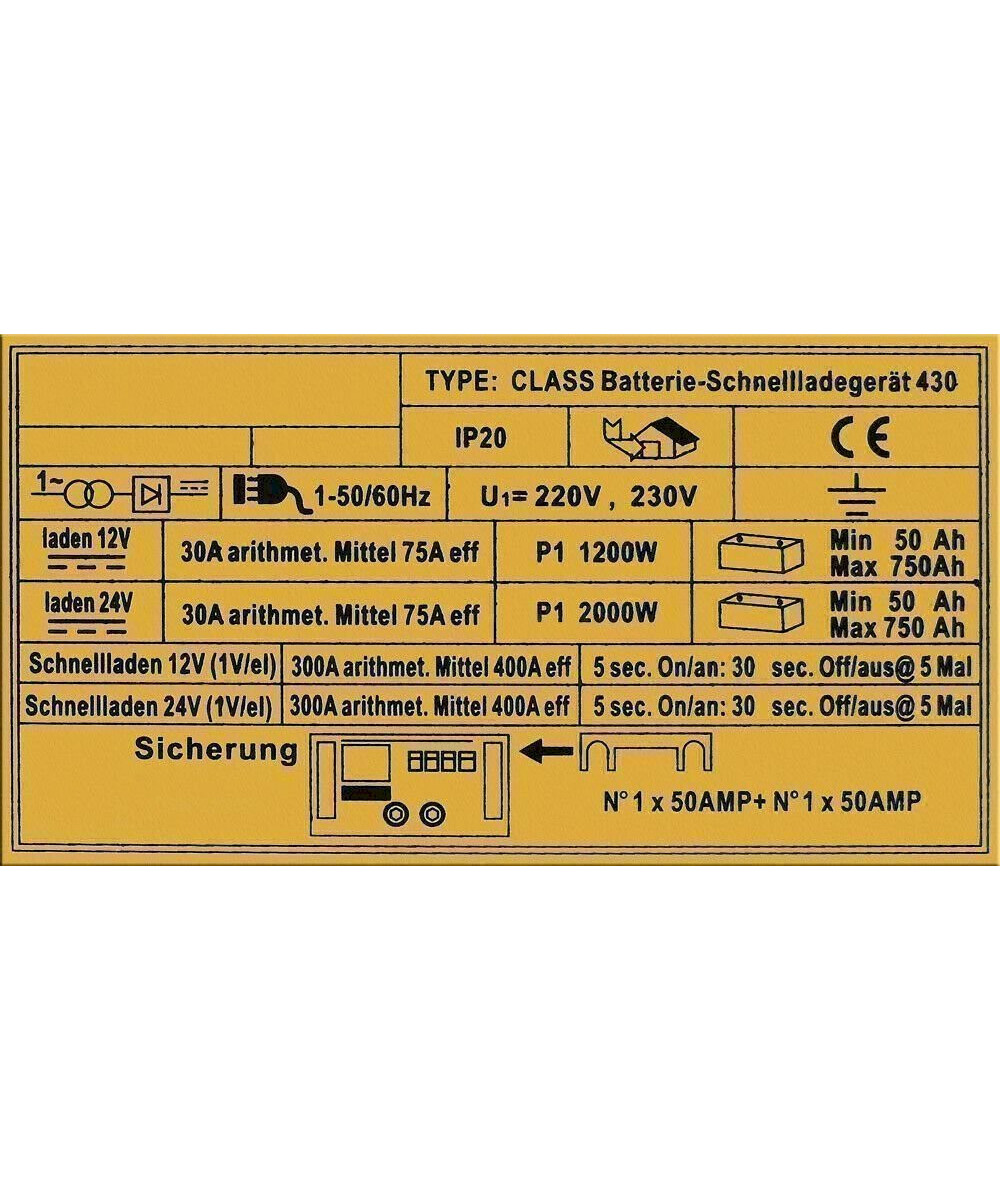 TYPE: CLASS Batterie-Schnellladegerät 430
IP20
CE
1~
1-50/60Hz
U1= 220V , 230V
laden 12V
30A arithmet. Mittel 75A eff
P1 1200W
Min 50 Ah
Max 750Ah
laden 24V
30A arithmet. Mittel 75A eff
P1 2000W
Min 50 Ah
Max 750 Ah
Schnellladen 12V (1V/el)
300A arithmet. Mittel 400A eff
5 sec. On/an: 30 sec. Off/aus@ 5 Mal
Schnellladen 24V (1V/el)
300A arithmet. Mittel 400A eff
5 sec. On/an: 30 sec. Off/aus@ 5 Mal
Sicherung
N° 1 x 50AMP+ N° 1 x 50AMP